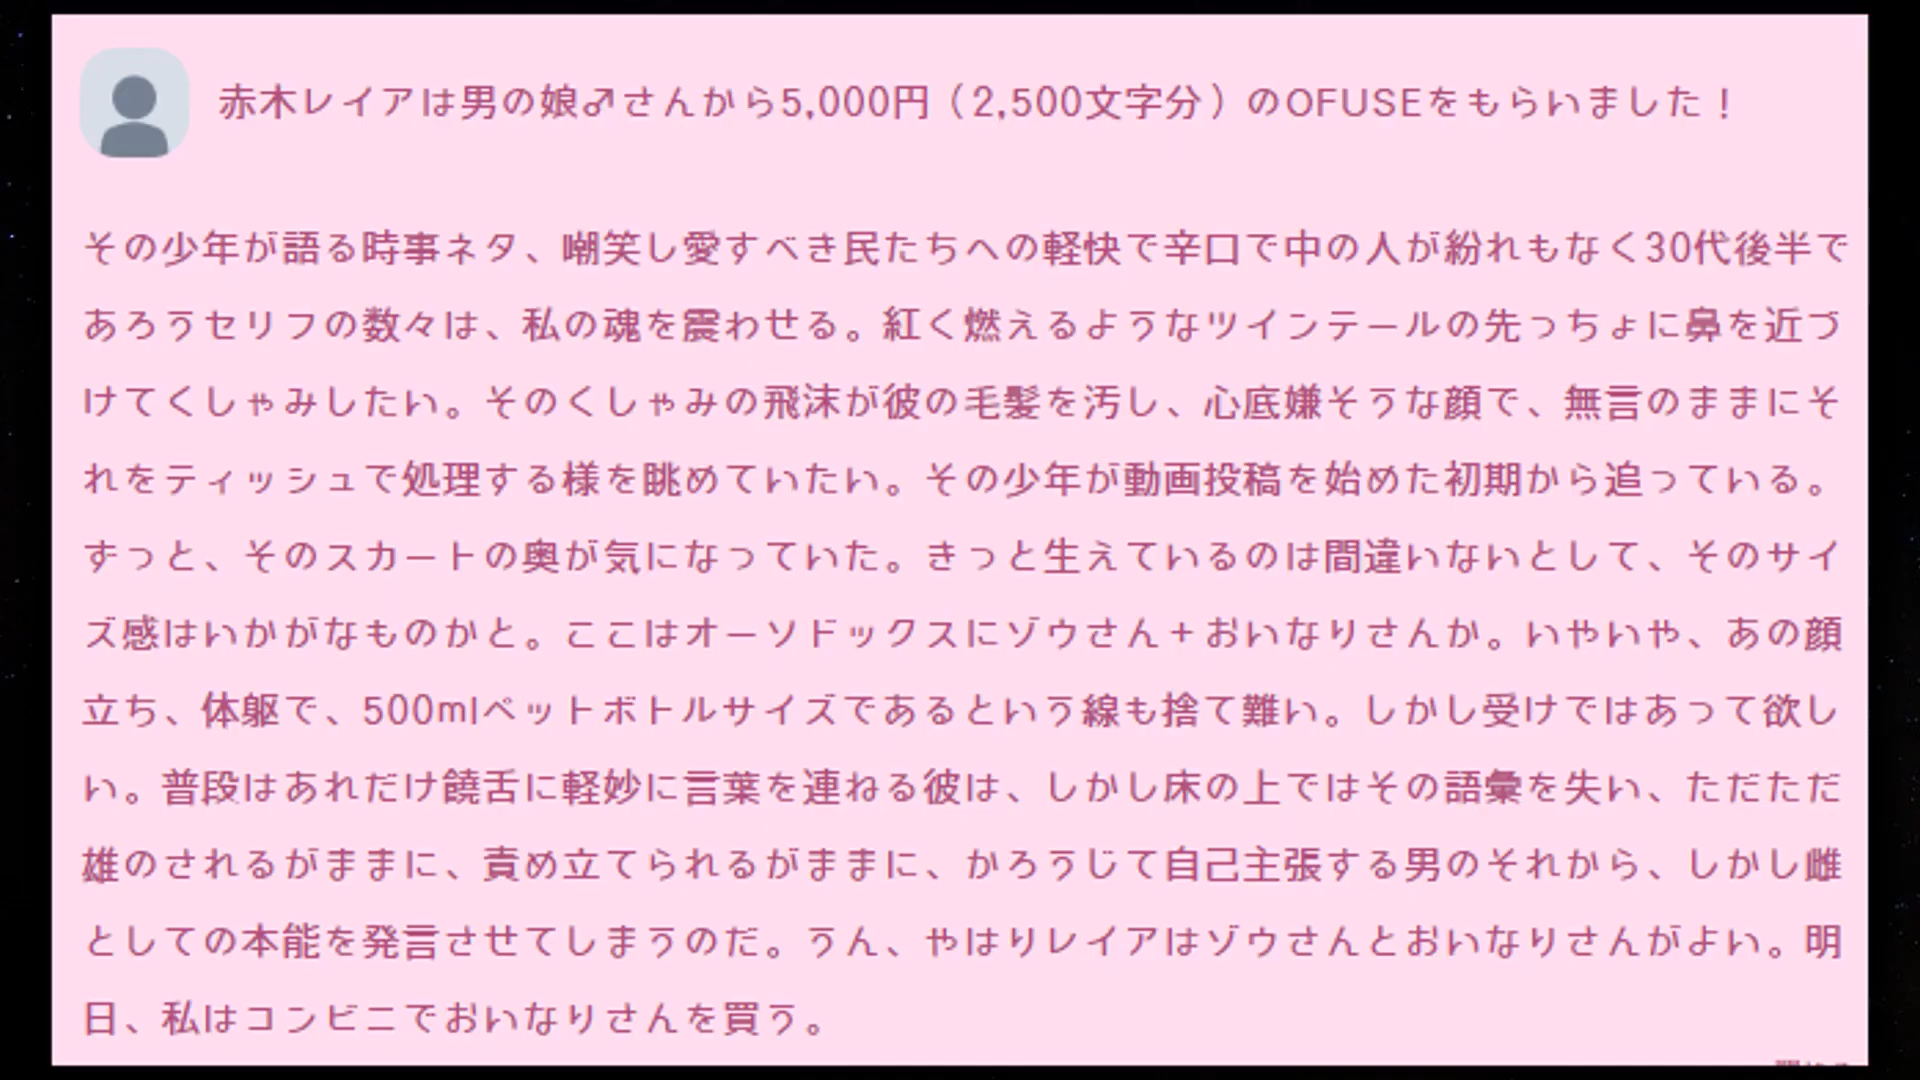 赤木レイアは男の娘♂さんから5,000円（2,500文字分）のOFUSEをもらいました！
その少年が語る時事ネタ、嘲笑し愛すべき民たちへの軽快で辛口で中の人が紛れもなく30代後半で
あろうセリフの数々は、私の魂を震わせる。紅く燃えるようなツインテールの先っちょに鼻を近づ
けてくしゃみしたい。そのくしゃみの飛沫が彼の毛髪を汚し、心底嫌そうな顔で、無言のままにそ
れをティッシュで処理する様を眺めていたい。その少年が動画投稿を始めた初期から追っている。
ずっと、そのスカートの奥が気になっていた。きっと生えているのは間違いないとして、そのサイ
ズ感はいかがなものかと。ここはオーソドックスにゾウさん＋おいなりさんか。いやいや、あの顔
立ち、体躯で、500mlペットボトルサイズであるという線も捨て難い。しかし受けではあって欲し
い。普段はあれだけ饒舌に軽妙に言葉を連ねる彼は、しかし床の上ではその語彙を失い、ただただ
雄のされるがままに、責め立てられるがままに、かろうじて自己主張する男のそれから、しかし雌
としての本能を発言させてしまうのだ。うん、やはりレイアはゾウさんとおいなりさんがよい。明
日、私はコンビニでおいなりさんを買う。